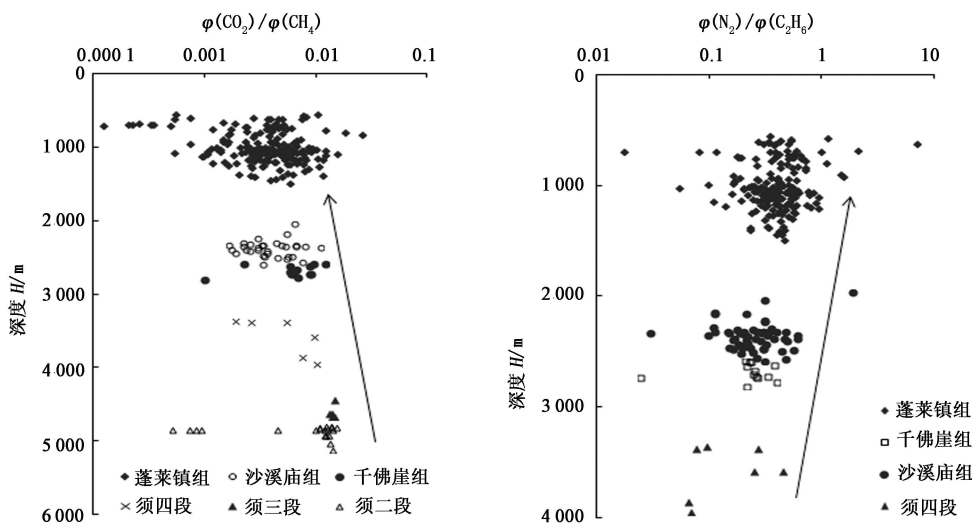 φ(CO₂)/φ(CH₄)
0.000 1 0.001 0.01 0.1
0
1 000
2 000
3 000
4 000
5 000
6 000
深度 H/m
蓬莱镇组 沙溪庙组 千佛崖组
须四段 须三段 须二段
φ(N₂)/φ(C₂H₆)
0.01 0.1 1 10
0
1 000
2 000
3 000
4 000
深度 H/m
蓬莱镇组
千佛崖组
沙溪庙组
须四段